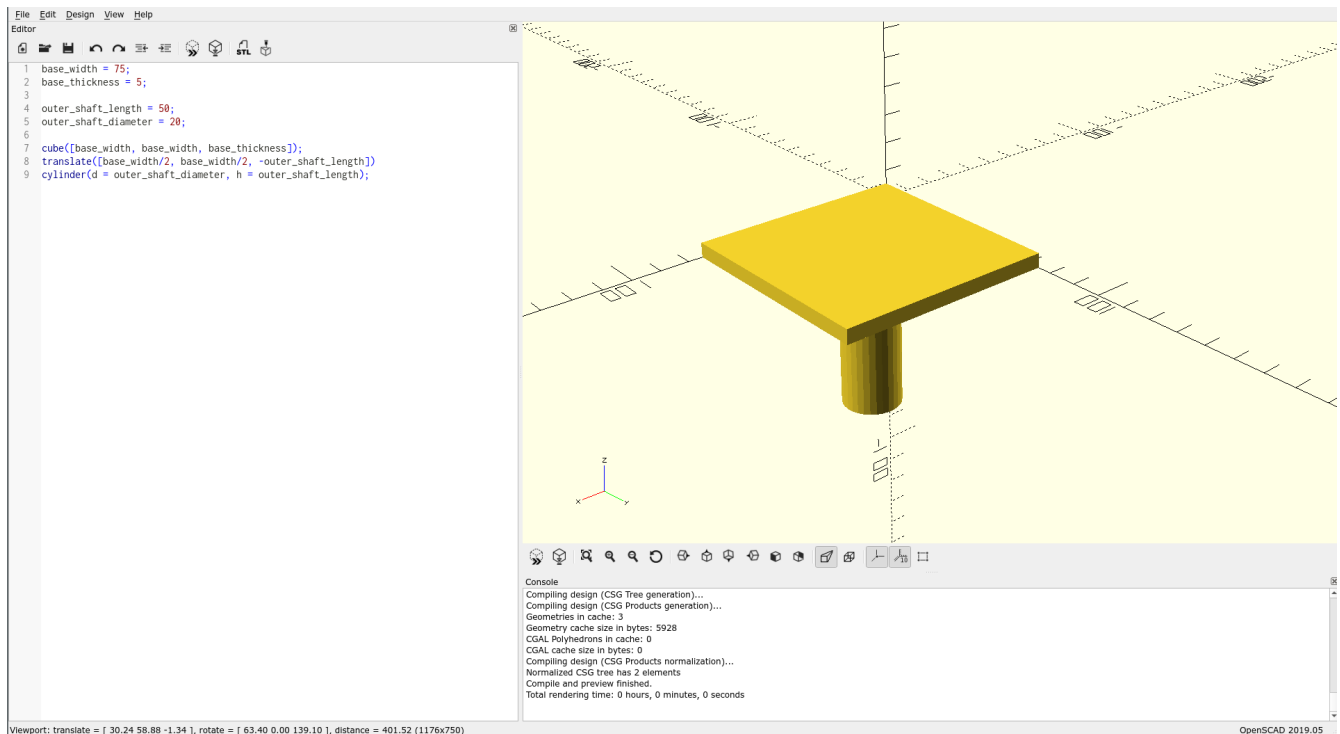 File Edit Design View Help
Editor
STL
1 base_width = 75;
2 base_thickness = 5;
3
4 outer_shaft_length = 50;
5 outer_shaft_diameter = 20;
6
7 cube([base_width, base_width, base_thickness]);
8 translate([base_width/2, base_width/2, -outer_shaft_length])
9 cylinder(d = outer_shaft_diameter, h = outer_shaft_length);
z
x
y
10
Console
Compiling design (CSG Tree generation)...
Compiling design (CSG Products generation)...
Geometries in cache: 3
Geometry cache size in bytes: 5928
CGAL Polyhedrons in cache: 0
CGAL cache size in bytes: 0
Compiling design (CSG Products normalization)...
Normalized CSG tree has 2 elements
Compile and preview finished.
Total rendering time: 0 hours, 0 minutes, 0 seconds
Viewport: translate = [ 30.24 58.88 -1.34 ], rotate = [ 63.40 0.00 139.10 ], distance = 401.52 (1176x750)
OpenSCAD 2019.05